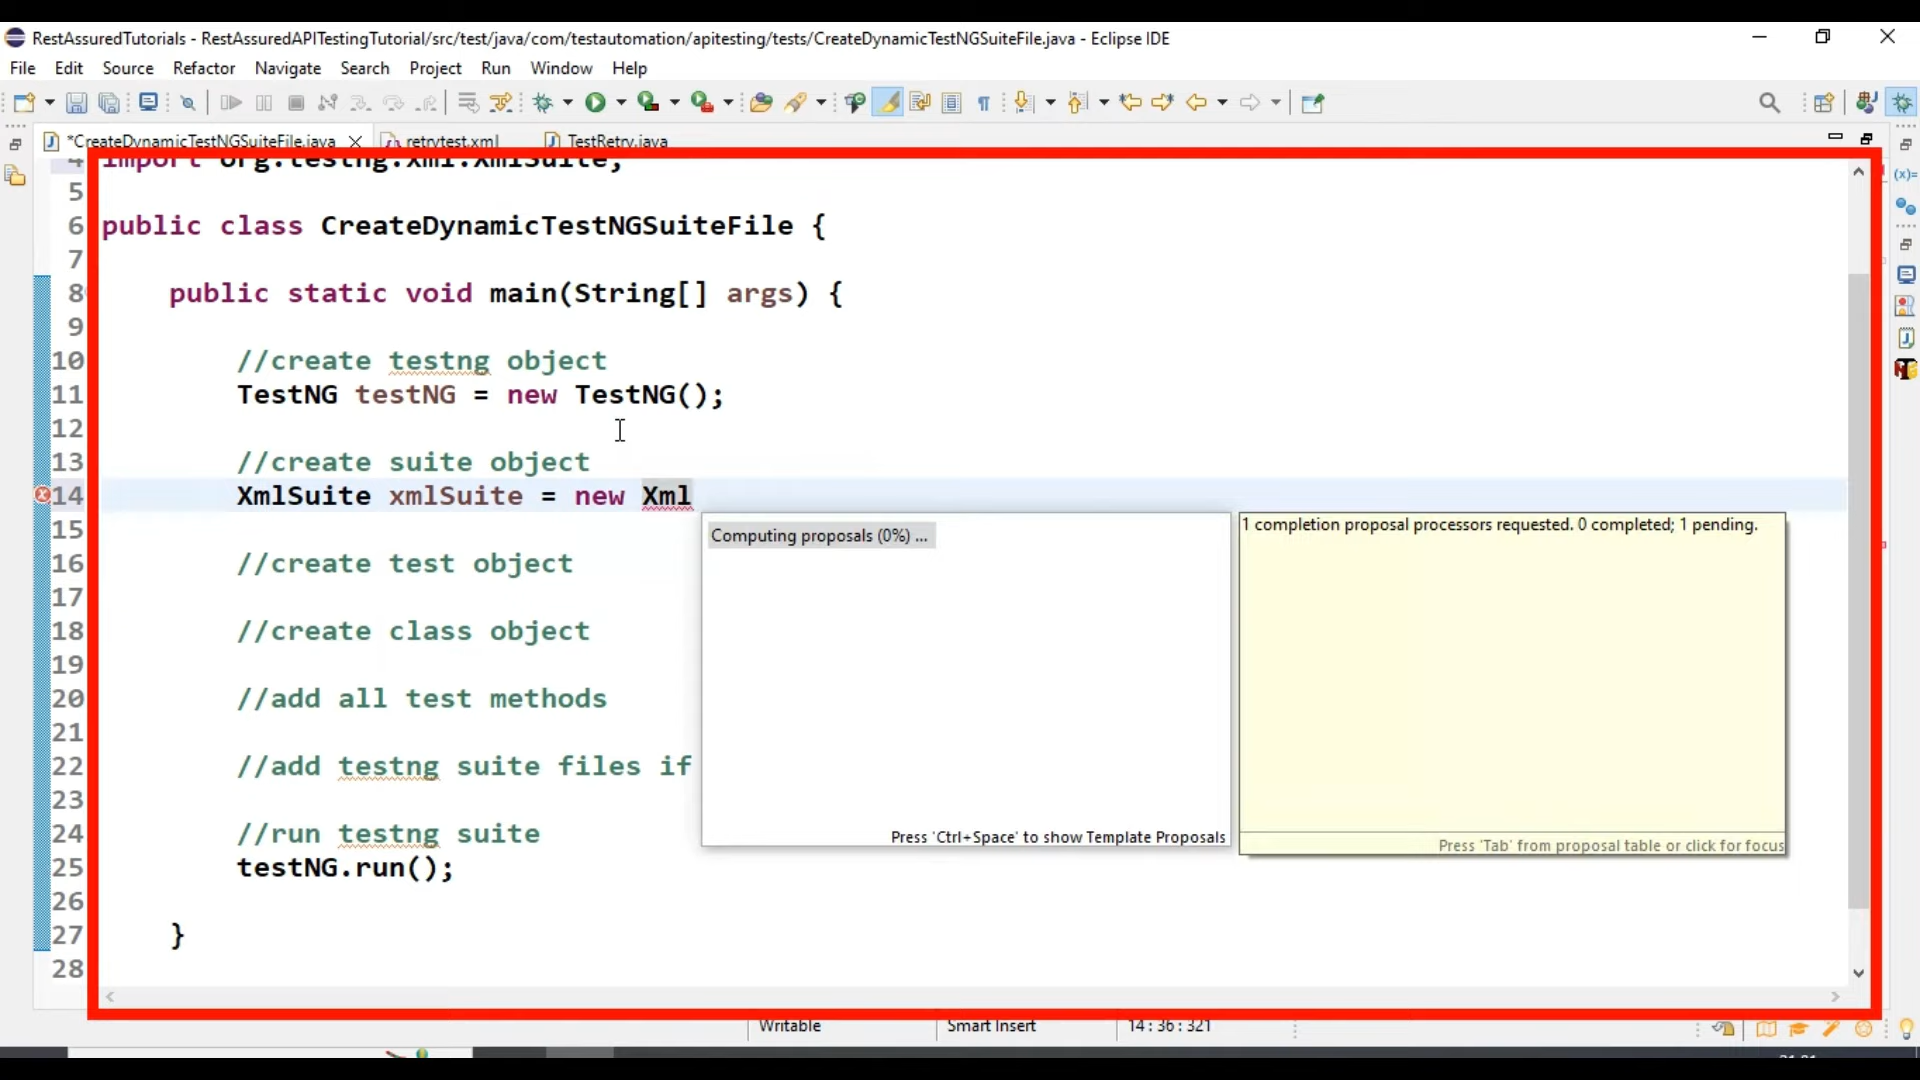 RestAssuredTutorials - RestAssuredAPITestingTutorial/src/test/java/com/testautomation/apitesting/tests/CreateDynamicTestNGSuiteFile.java - Eclipse IDE
File Edit Source Refactor Navigate Search Project Run Window Help
*CreateDynamicTestNGSuiteFile.java retrytest.xml TestRetry.java
4 import org.testng.xml.XmlSuite;
5
6 public class CreateDynamicTestNGSuiteFile {
7
8 public static void main(String[] args) {
9
10 //create testng object
11 TestNG testNG = new TestNG();
12
13 //create suite object
14 XmlSuite xmlSuite = new Xml
15
16 //create test object
17
18 //create class object
19
20 //add all test methods
21
22 //add testng suite files if
23
24 //run testng suite
25 testNG.run();
26
27 }
28
Computing proposals (0%) ...
Press 'Ctrl+Space' to show Template Proposals
1 completion proposal processors requested. 0 completed; 1 pending.
Press 'Tab' from proposal table or click for focus
Writable Smart Insert 14 : 36 : 321